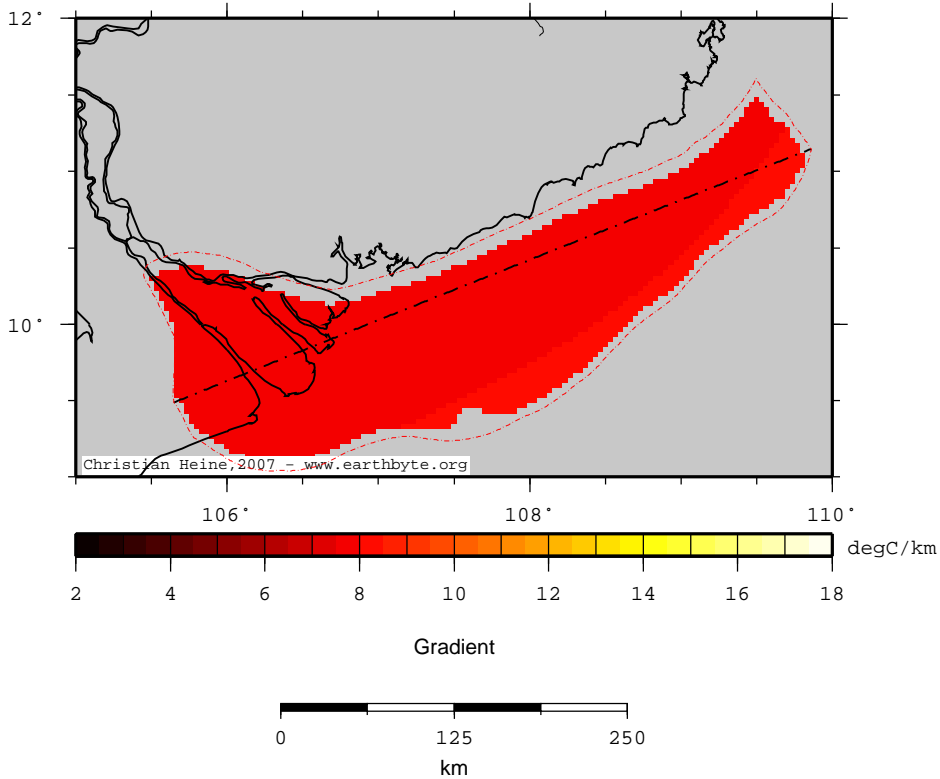 12°
10°
Christian Heine,2007 - www.earthbyte.org
106° 108° 110°
degC/km
2 4 6 8 10 12 14 16 18
Gradient
0 125 250
km